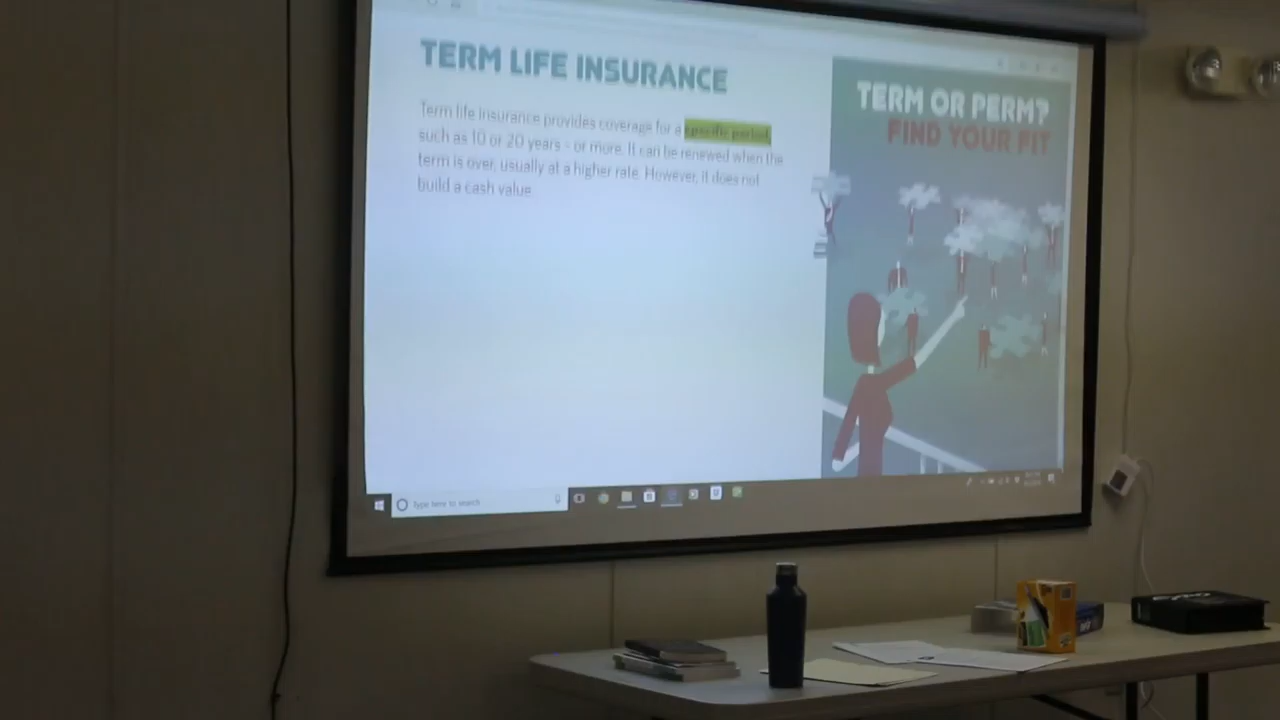 TERM LIFE INSURANCE
Term life insurance provides coverage for a specific period,
such as 10 or 20 years - or more. It can be renewed when the
term is over, usually at a higher rate. However, it does not
build a cash value.
TERM OR PERM?
FIND YOUR FIT
Type here to search